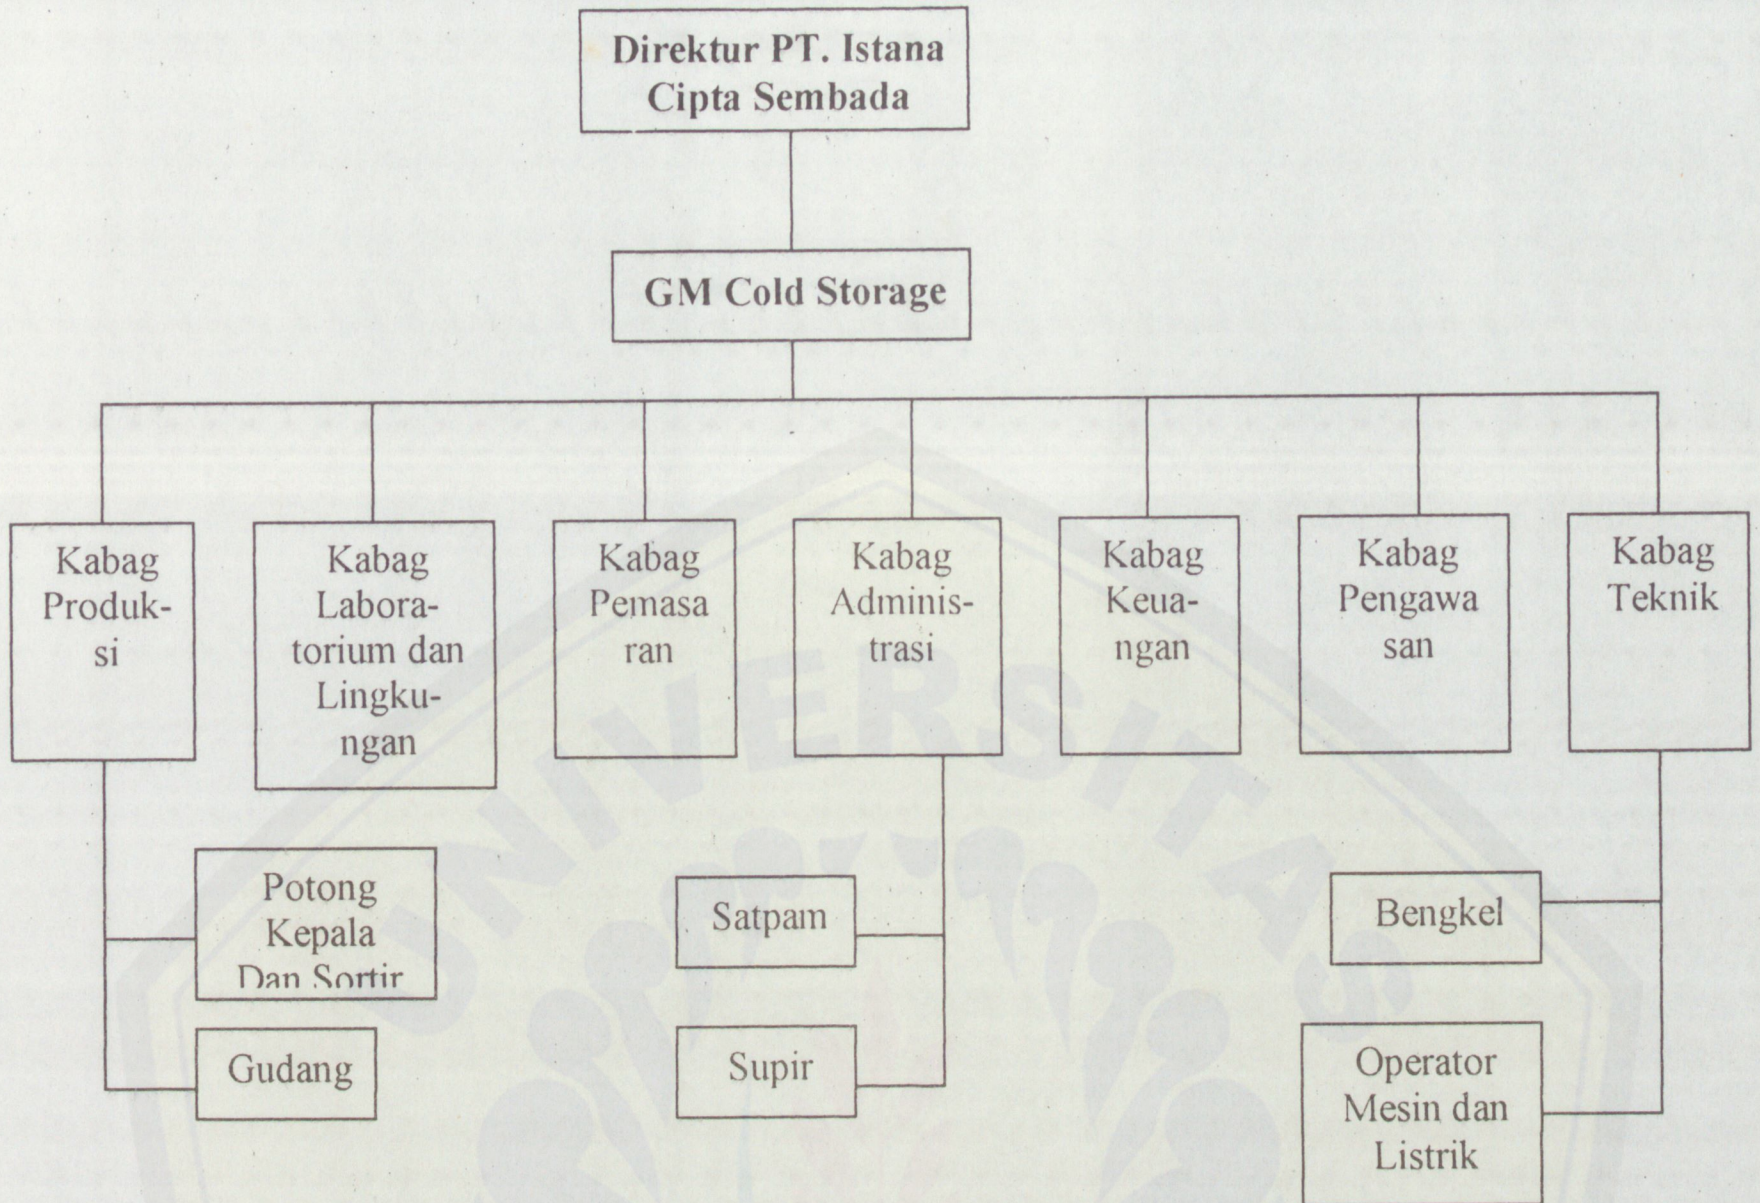 Direktur PT. Istana
Cipta Sembada
GM Cold Storage
Kabag
Produk-
si
Kabag
Labora-
torium dan
Lingku-
ngan
Kabag
Pemasa
ran
Kabag
Adminis-
trasi
Kabag
Keua-
ngan
Kabag
Pengawa
san
Kabag
Teknik
Potong
Kepala
Dan Sortir
Gudang
Satpam
Supir
Bengkel
Operator
Mesin dan
Listrik
UNIVERSITAS